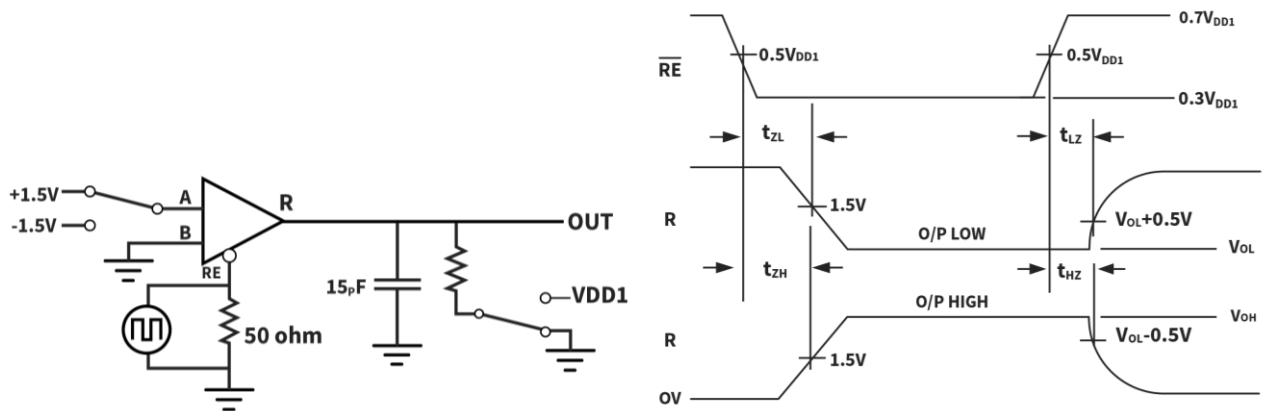 +1.5V
-1.5V
A
B
R
RE
OUT
15PF
VDD1
50 ohm
RE
0.5VDD1
0.7VDD1
0.5VDD1
0.3VDD1
tZL
tLZ
R
1.5V
O/P LOW
VOL+0.5V
VOL
tZH
tHZ
R
O/P HIGH
VOH
VOL-0.5V
1.5V
OV